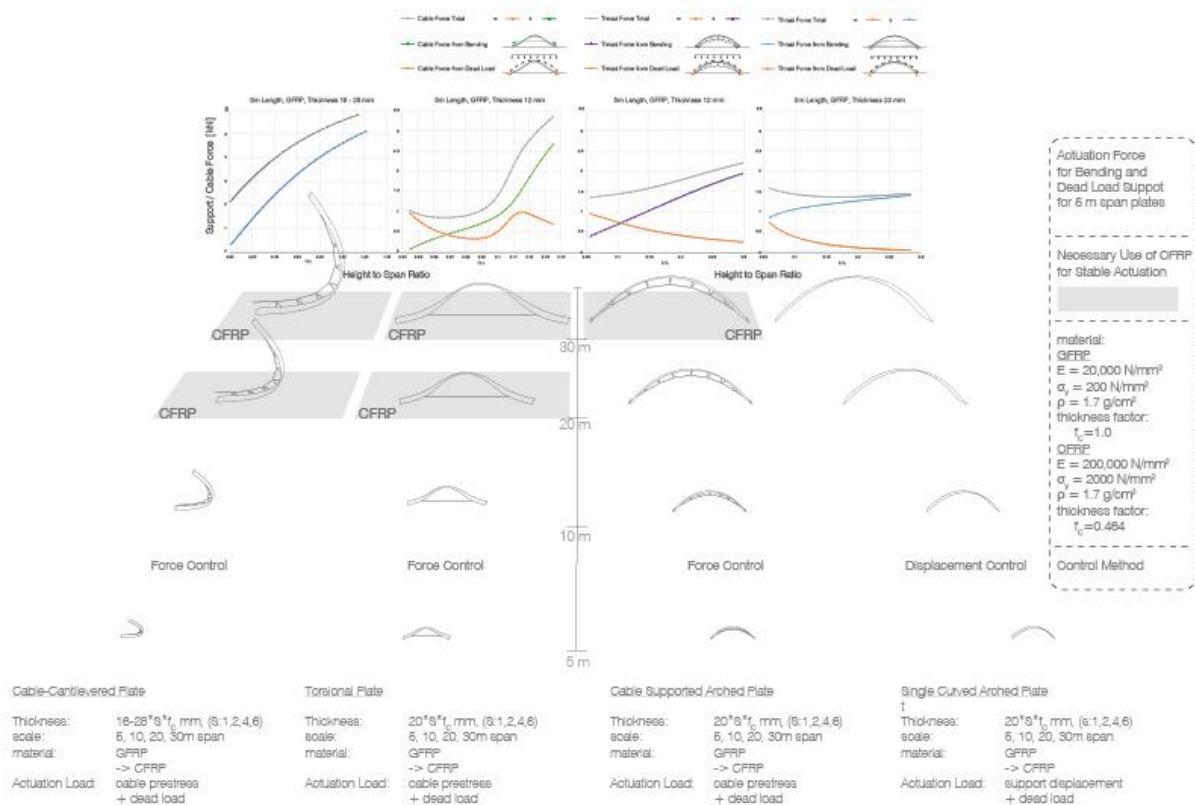 Cable Force Total = +
Cable Force from Bending
Cable Force from Dead Load
Thrust Force Total = +
Thrust Force from Bending
Thrust Force from Dead Load
Thrust Force Total = +
Thrust Force from Bending
Thrust Force from Dead Load
5m Length, GFRP, Thickness 16 - 28 mm
5m Length, GFRP, Thickness 12 mm
5m Length, GFRP, Thickness 12 mm
5m Length, GFRP, Thickness 20 mm
Support / Cable Force [kN]
Height to Span Ratio
Height to Span Ratio
Actuation Force
for Bending and
Dead Load Suppot
for 5 m span plates
Necessary Use of CFRP
for Stable Actuation
CFRP
CFRP
CFRP
30 m
CFRP
CFRP
20 m
10 m
5 m
material:
GFRP
E = 20,000 N/mm²
σy = 200 N/mm²
ρ = 1.7 g/cm²
thickness factor:
fc=1.0
CFRP
E = 200,000 N/mm²
σy = 2000 N/mm²
ρ = 1.7 g/cm²
thickness factor:
fc=0.464
Force Control
Force Control
Force Control
Displacement Control
Control Method
Cable-Cantilevered Plate
Thickness: 16-28*S*fc mm, (S:1,2,4,6)
scale: 5, 10, 20, 30m span
material: GFRP
-> CFRP
Actuation Load: cable prestress
+ dead load
Torsional Plate
Thickness: 20*S*fc mm, (S:1,2,4,6)
scale: 5, 10, 20, 30m span
material: GFRP
-> CFRP
Actuation Load: cable prestress
+ dead load
Cable Supported Arched Plate
Thickness: 20*S*fc mm, (S:1,2,4,6)
scale: 5, 10, 20, 30m span
material: GFRP
-> CFRP
Actuation Load: cable prestress
+ dead load
Single Curved Arched Plate
t
Thickness: 20*S*fc mm, (S:1,2,4,6)
scale: 5, 10, 20, 30m span
material: GFRP
-> CFRP
Actuation Load: support displacement
+ dead load